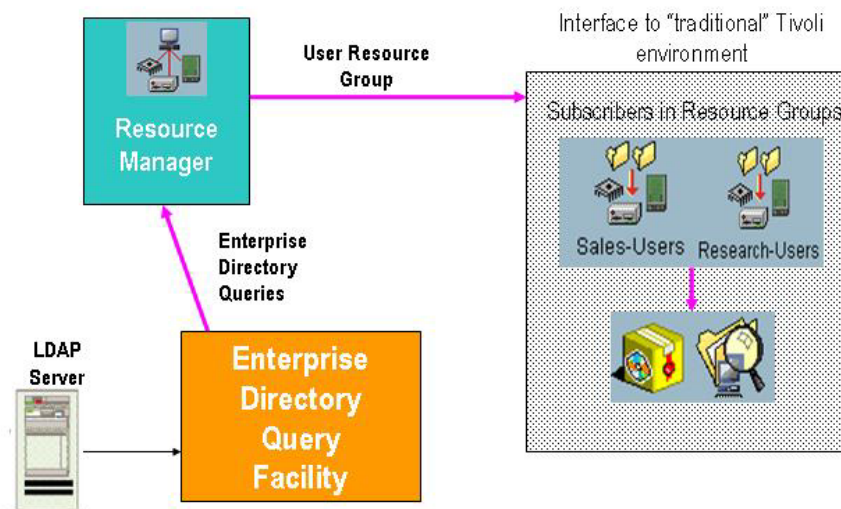 Interface to “traditional” Tivoli
environment
User Resource
Group
Resource
Manager
Subscribers in Resource Groups
Sales-Users
Research-Users
Enterprise
Directory
Queries
LDAP
Server
Enterprise
Directory
Query
Facility